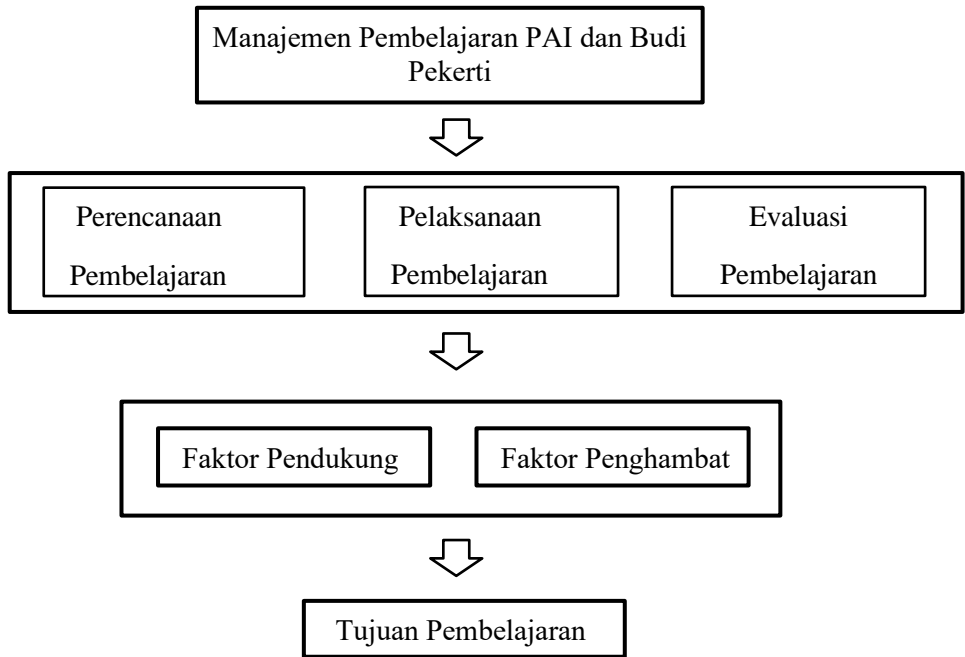 Manajemen Pembelajaran PAI dan Budi
Pekerti
Perencanaan
Pembelajaran
Pelaksanaan
Pembelajaran
Evaluasi
Pembelajaran
Faktor Pendukung
Faktor Penghambat
Tujuan Pembelajaran